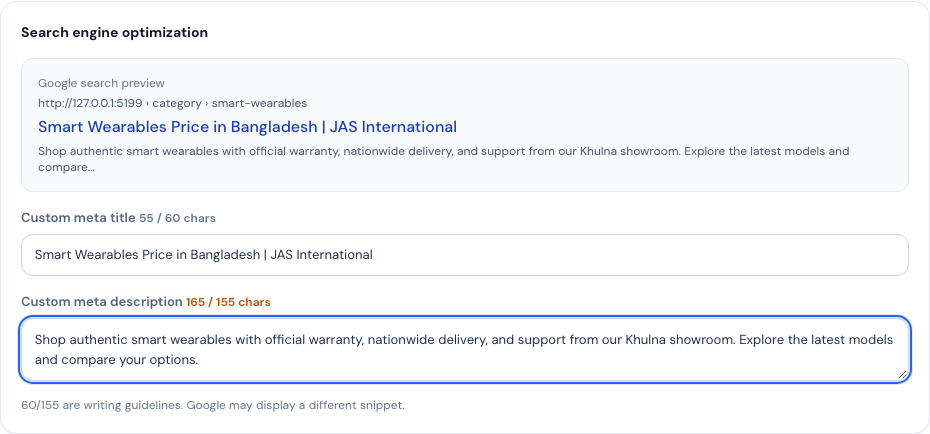 Search engine optimization
Google search preview
http://127.0.0.1:5199 › category › smart-wearables
Smart Wearables Price in Bangladesh | JAS International
Shop authentic smart wearables with official warranty, nationwide delivery, and support from our Khulna showroom. Explore the latest models and
compare…
Custom meta title 55 / 60 chars
Smart Wearables Price in Bangladesh | JAS International
Custom meta description 165 / 155 chars
Shop authentic smart wearables with official warranty, nationwide delivery, and support from our Khulna showroom. Explore the latest models
and compare your options.
60/155 are writing guidelines. Google may display a different snippet.